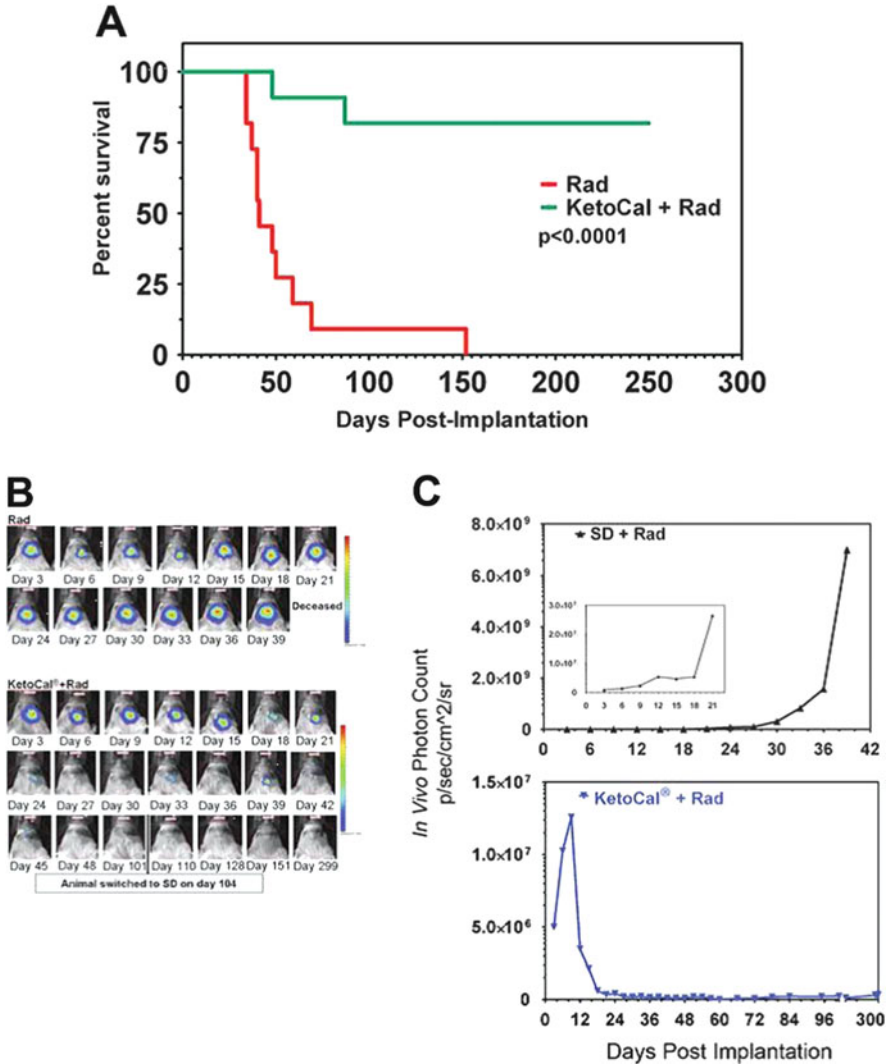 A
Percent survival
100
75
50
25
0
Rad
KetoCal + Rad
p<0.0001
0 50 100 150 200 250 300
Days Post-Implantation
B
Rad
Day 3 Day 6 Day 9 Day 12 Day 15 Day 18 Day 21
Deceased
Day 24 Day 27 Day 30 Day 33 Day 36 Day 39
KetoCal®+Rad
Day 3 Day 6 Day 9 Day 12 Day 15 Day 18 Day 21
Day 24 Day 27 Day 30 Day 33 Day 36 Day 39 Day 42
Day 45 Day 48 Day 101 Day 110 Day 128 Day 151 Day 299
Animal switched to SD on day 104
C
In Vivo Photon Count
p/sec/cm^2/sr
8.0×10⁹
6.0×10⁹
4.0×10⁹
2.0×10⁹
0
SD + Rad
2.0×10⁷
1.0×10⁷
0
0 3 6 9 12 15 18 21
0 6 12 18 24 30 36 42
1.5×10⁷
1.0×10⁷
5.0×10⁶
0
KetoCal® + Rad
0 12 24 36 48 60 72 84 96 300
Days Post Implantation